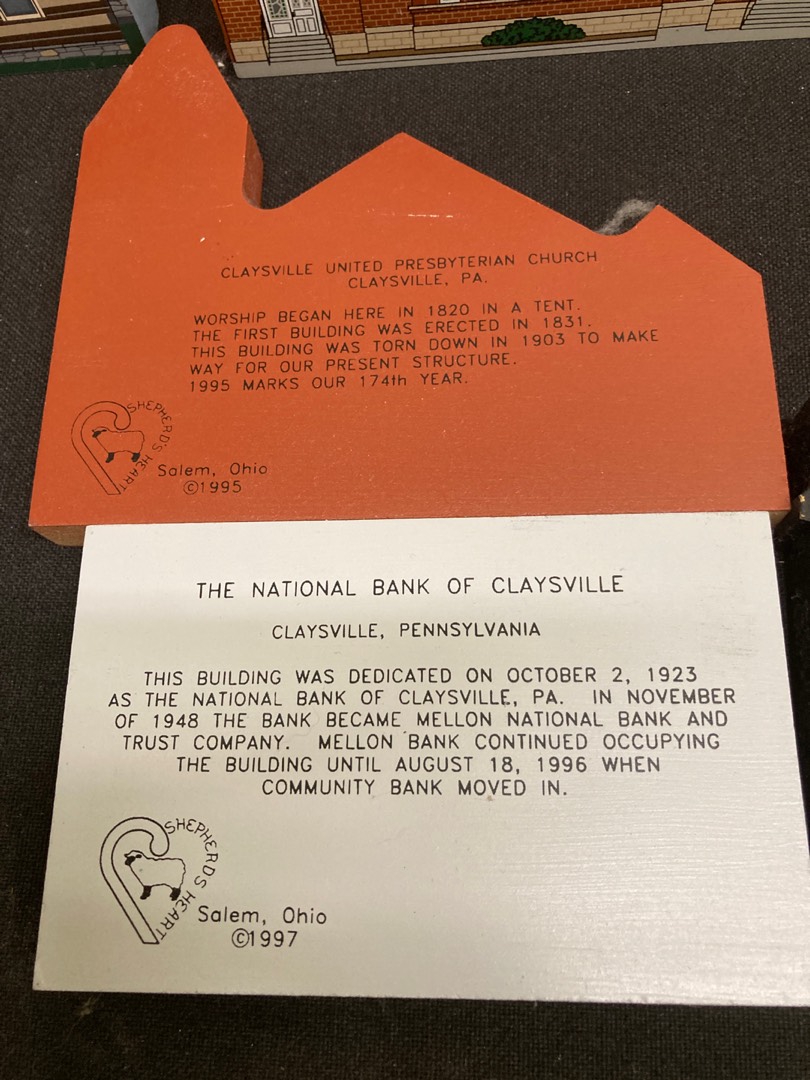 CLAYSVILLE UNITED PRESBYTERIAN CHURCH
CLAYSVILLE, PA.
WORSHIP BEGAN HERE IN 1820 IN A TENT.
THE FIRST BUILDING WAS ERECTED IN 1831.
THIS BUILDING WAS TORN DOWN IN 1903 TO MAKE
WAY FOR OUR PRESENT STRUCTURE.
1995 MARKS OUR 174th YEAR.
SHEPHERD'S HEART
Salem, Ohio
©1995
THE NATIONAL BANK OF CLAYSVILLE
CLAYSVILLE, PENNSYLVANIA
THIS BUILDING WAS DEDICATED ON OCTOBER 2, 1923
AS THE NATIONAL BANK OF CLAYSVILLE, PA. IN NOVEMBER
OF 1948 THE BANK BECAME MELLON NATIONAL BANK AND
TRUST COMPANY. MELLON BANK CONTINUED OCCUPYING
THE BUILDING UNTIL AUGUST 18, 1996 WHEN
COMMUNITY BANK MOVED IN.
SHEPHERDS HEART
Salem, Ohio
©1997